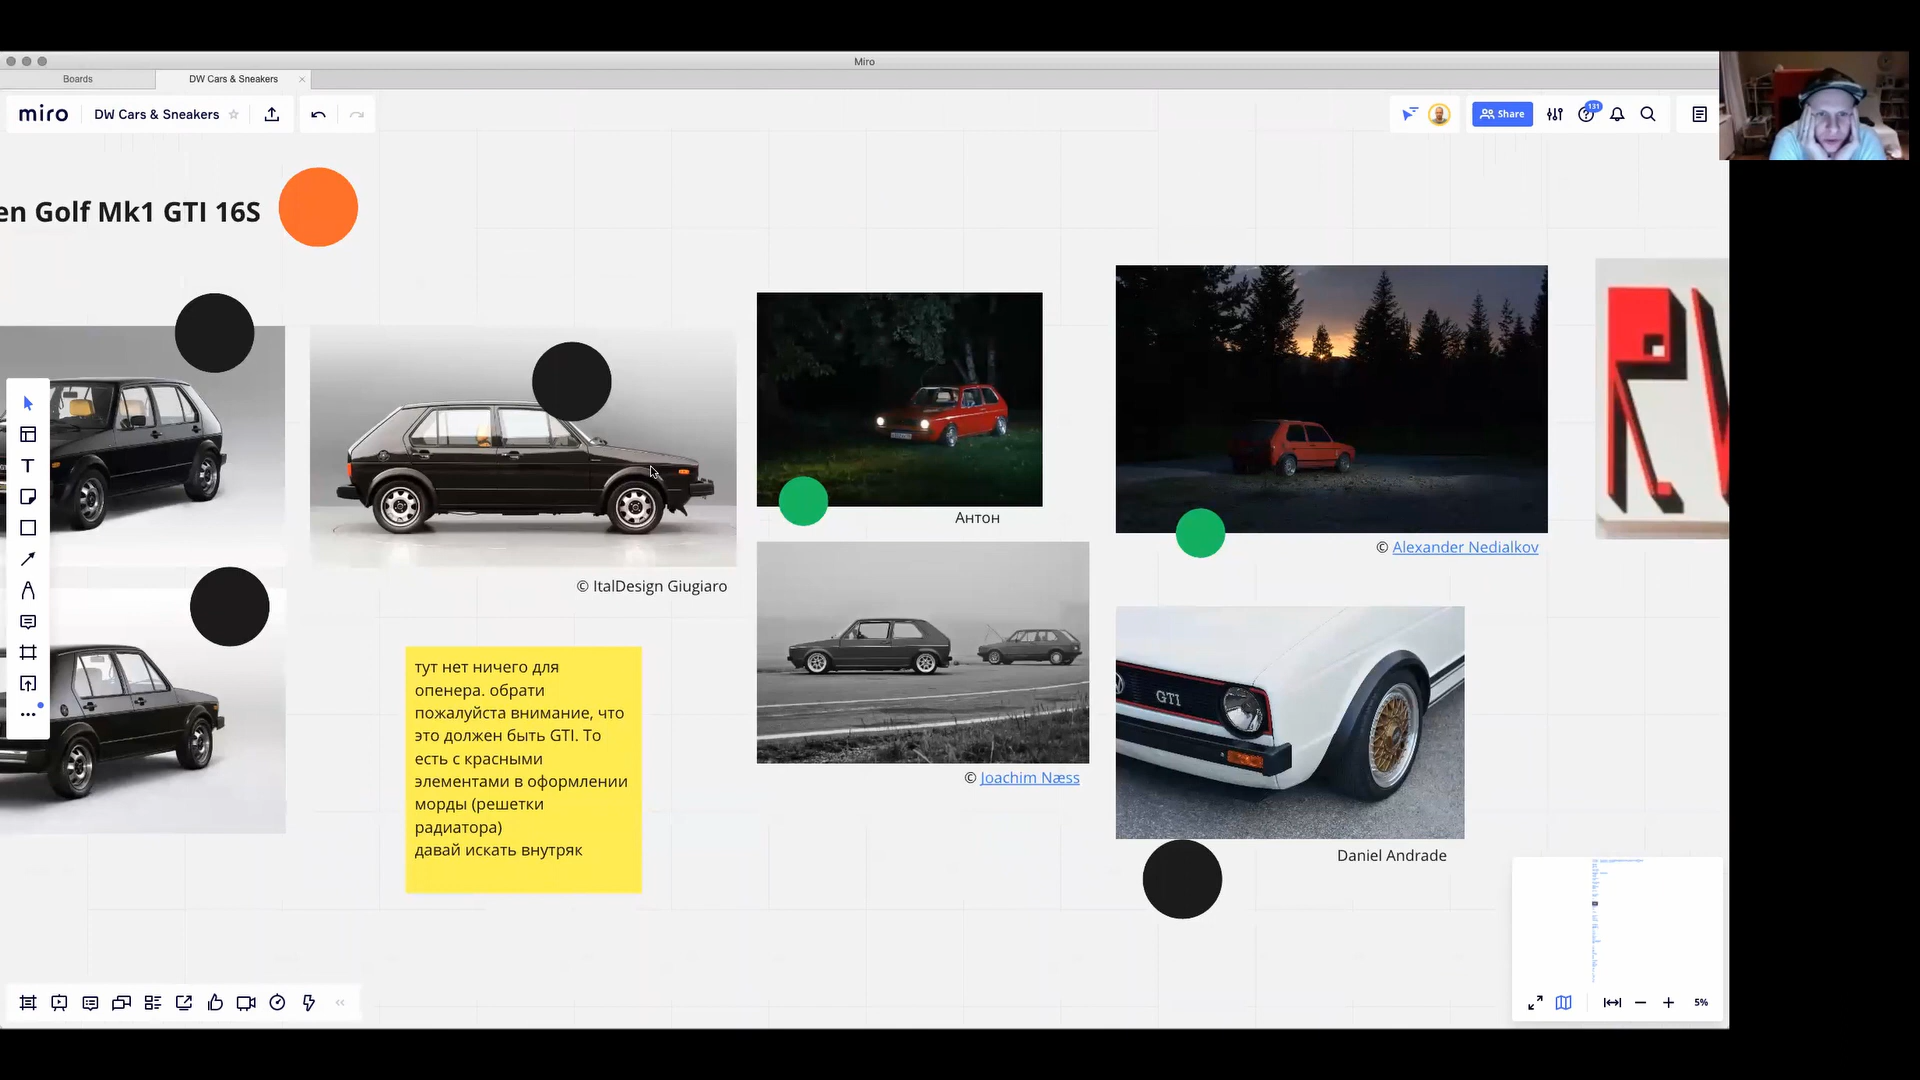 Miro
Boards
DW Cars & Sneakers
miro
DW Cars & Sneakers
Share
131
en Golf Mk1 GTI 16S
Антон
© Alexander Nedialkov
© ItalDesign Giugiaro
тут нет ничего для
опенера. обрати
пожалуйста внимание, что
это должен быть GTI. То
есть с красными
элементами в оформлении
морды (решетки
радиатора)
давай искать внутряк
© Joachim Næss
GTI
Daniel Andrade
5%